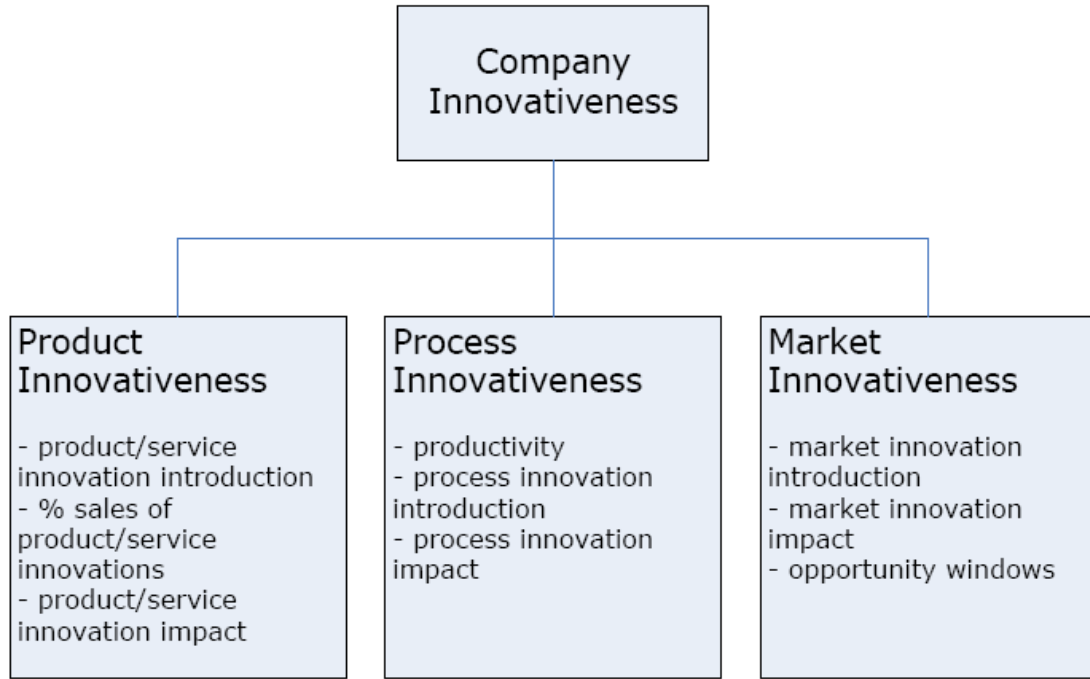 Company
Innovativeness
Product
Innovativeness
- product/service
innovation introduction
- % sales of
product/service
innovations
- product/service
innovation impact
Process
Innovativeness
- productivity
- process innovation
introduction
- process innovation
impact
Market
Innovativeness
- market innovation
introduction
- market innovation
impact
- opportunity windows